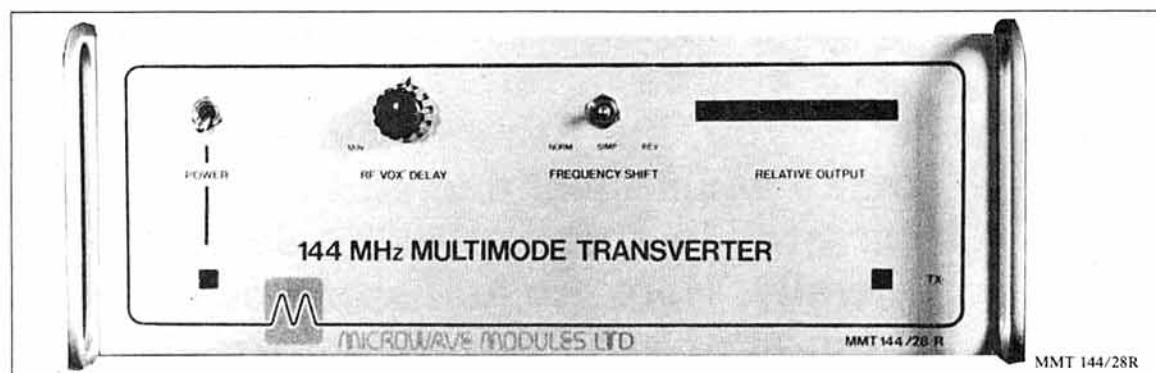 MIN
NORM SIMP REV
POWER RF VOX DELAY FREQUENCY SHIFT RELATIVE OUTPUT
144 MHz MULTIMODE TRANSVERTER
TX
MICROWAVE MODULES LTD MMT 144/28 R
MMT 144/28R